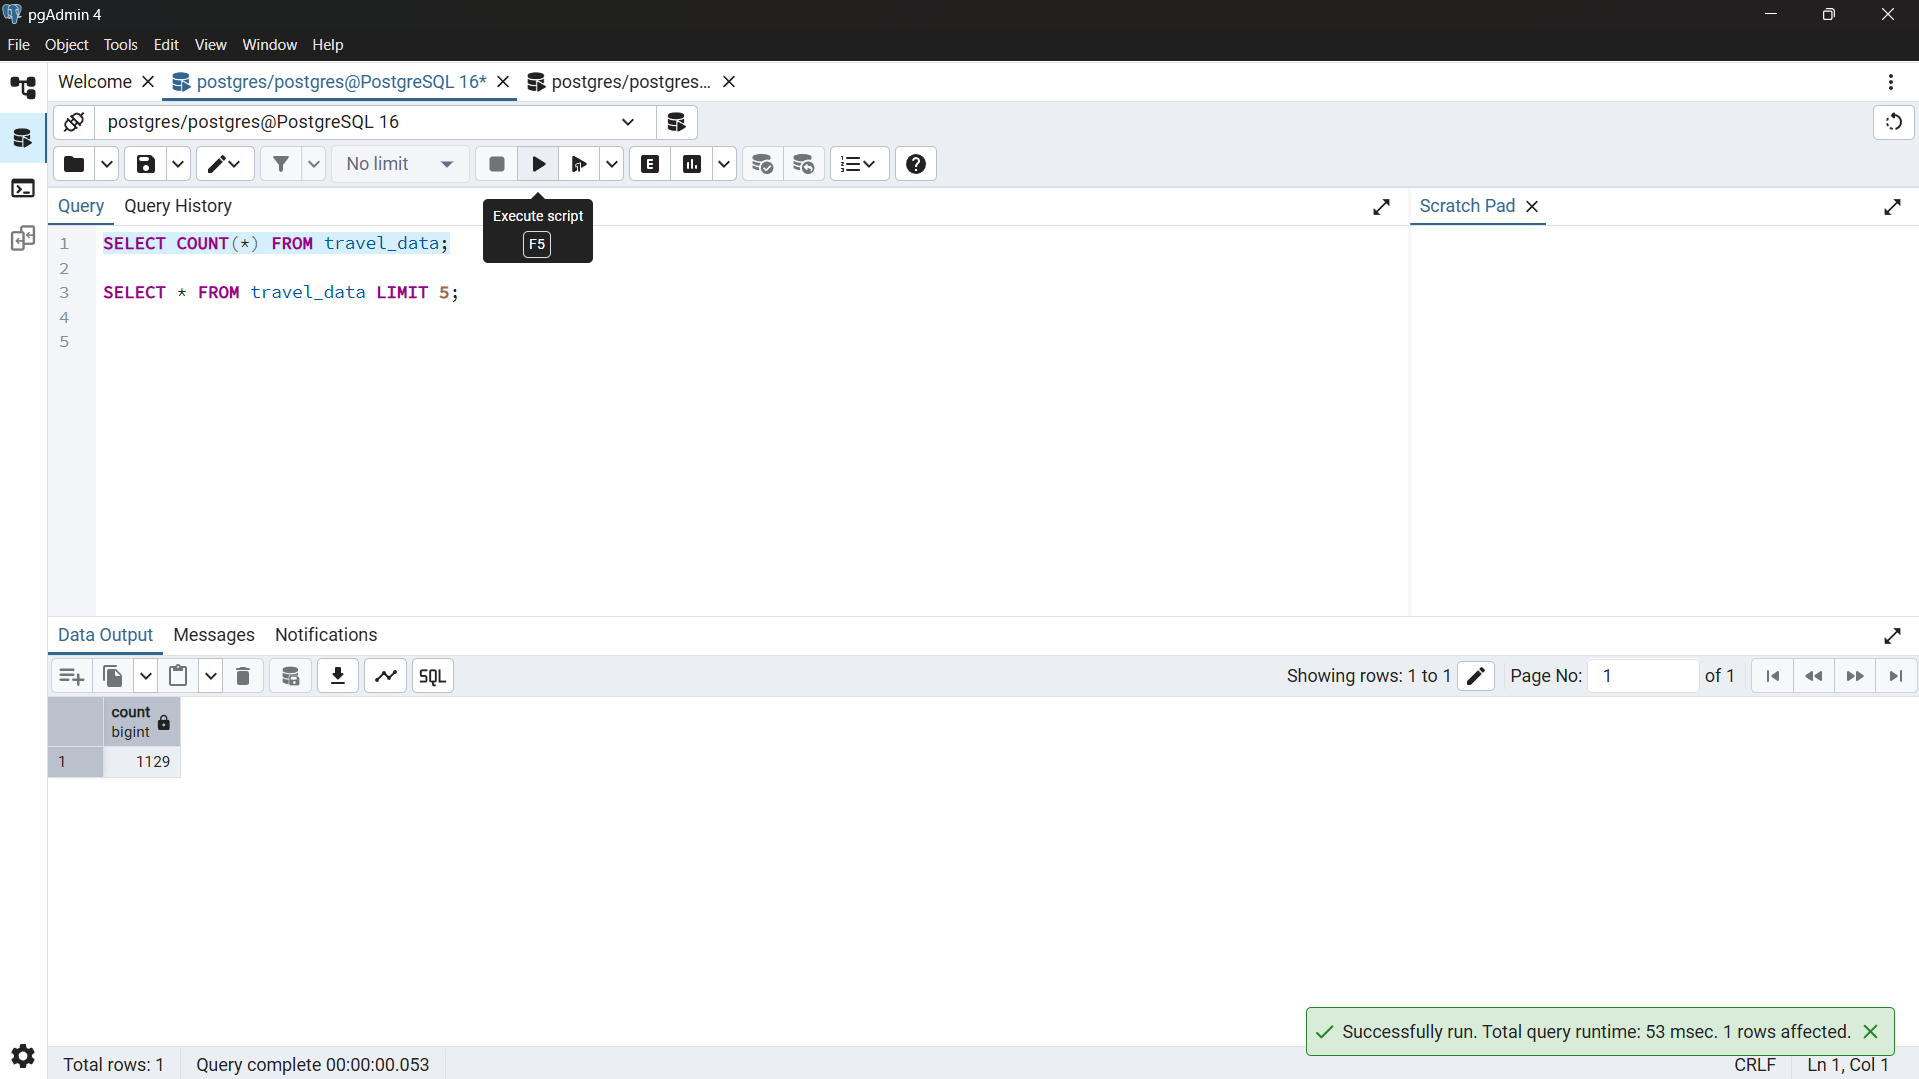 pgAdmin 4
File Object Tools Edit View Window Help
Welcome postgres/postgres@PostgreSQL 16* postgres/postgres...
postgres/postgres@PostgreSQL 16
No limit E
Query Query History Scratch Pad
Execute script
F5
1 SELECT COUNT(*) FROM travel_data;
2
3 SELECT * FROM travel_data LIMIT 5;
4
5
Data Output Messages Notifications
SQL Showing rows: 1 to 1 Page No: 1 of 1
count
bigint
1 1129
Successfully run. Total query runtime: 53 msec. 1 rows affected.
Total rows: 1 Query complete 00:00:00.053 CRLF Ln 1, Col 1